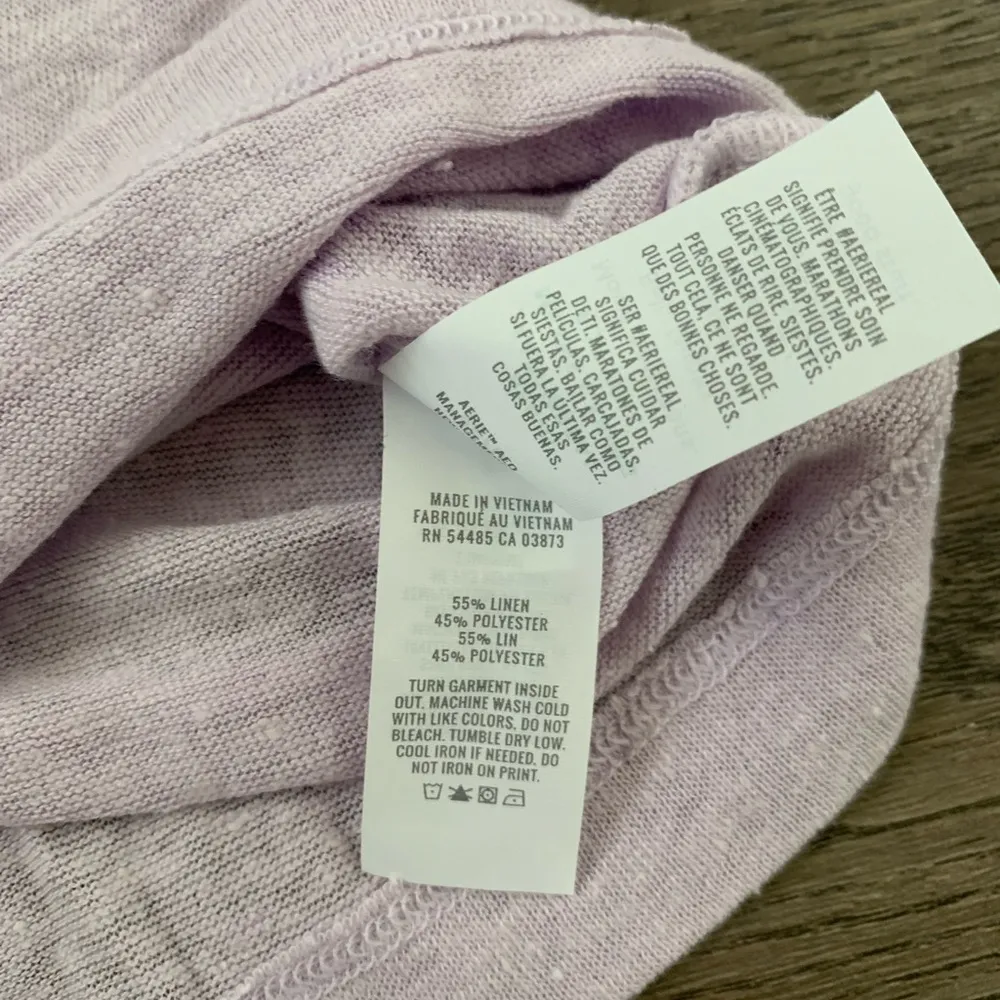 ÊTRE #AERIEREAL
SIGNIFIE PRENDRE SOIN
DE VOUS. MARATHONS
CINÉMATOGRAPHIQUES.
ÉCLATS DE RIRE. SIESTES.
DANSER QUAND
PERSONNE NE REGARDE.
TOUT CELA, CE NE SONT
QUE DES BONNES CHOSES.
SER #AERIEREAL
SIGNIFICA CUIDAR
DE TI. MARATONES DE
PELÍCULAS. CARCAJADAS.
SIESTAS. BAILAR COMO
SI FUERA LA ÚLTIMA VEZ.
TODAS ESAS
COSAS BUENAS.
AERIE™ AEO
MADE IN VIETNAM
FABRIQUÉ AU VIETNAM
RN 54485 CA 03873
55% LINEN
45% POLYESTER
55% LIN
45% POLYESTER
TURN GARMENT INSIDE
OUT. MACHINE WASH COLD
WITH LIKE COLORS. DO NOT
BLEACH. TUMBLE DRY LOW.
COOL IRON IF NEEDED. DO
NOT IRON ON PRINT.